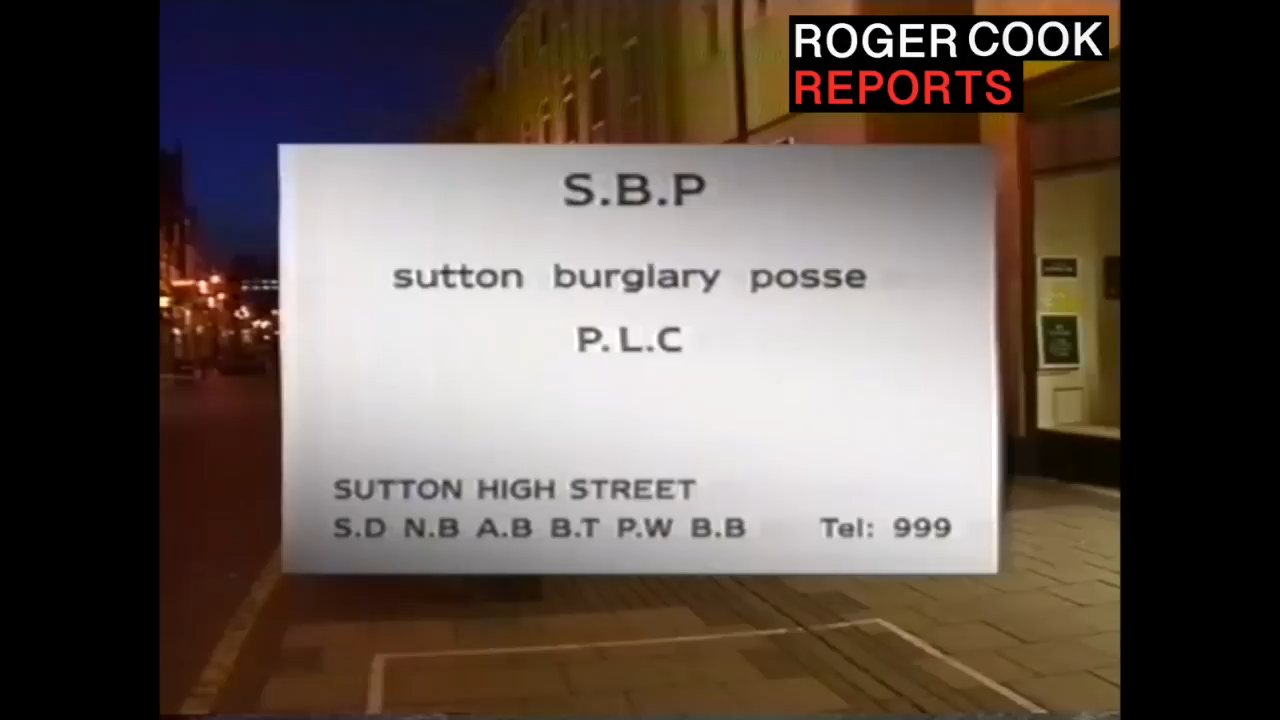 ROGER COOK
REPORTS
S.B.P
sutton burglary posse
P.L.C
SUTTON HIGH STREET
S.D N.B A.B B.T P.W B.B Tel: 999